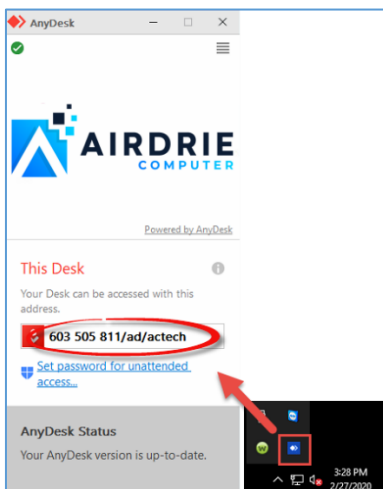 AnyDesk
AIRDRIE
COMPUTER
Powered by AnyDesk
This Desk
Your Desk can be accessed with this
address.
603 505 811/ad/actech
Set password for unattended
access...
AnyDesk Status
Your AnyDesk version is up-to-date.
3:28 PM
2/27/2020